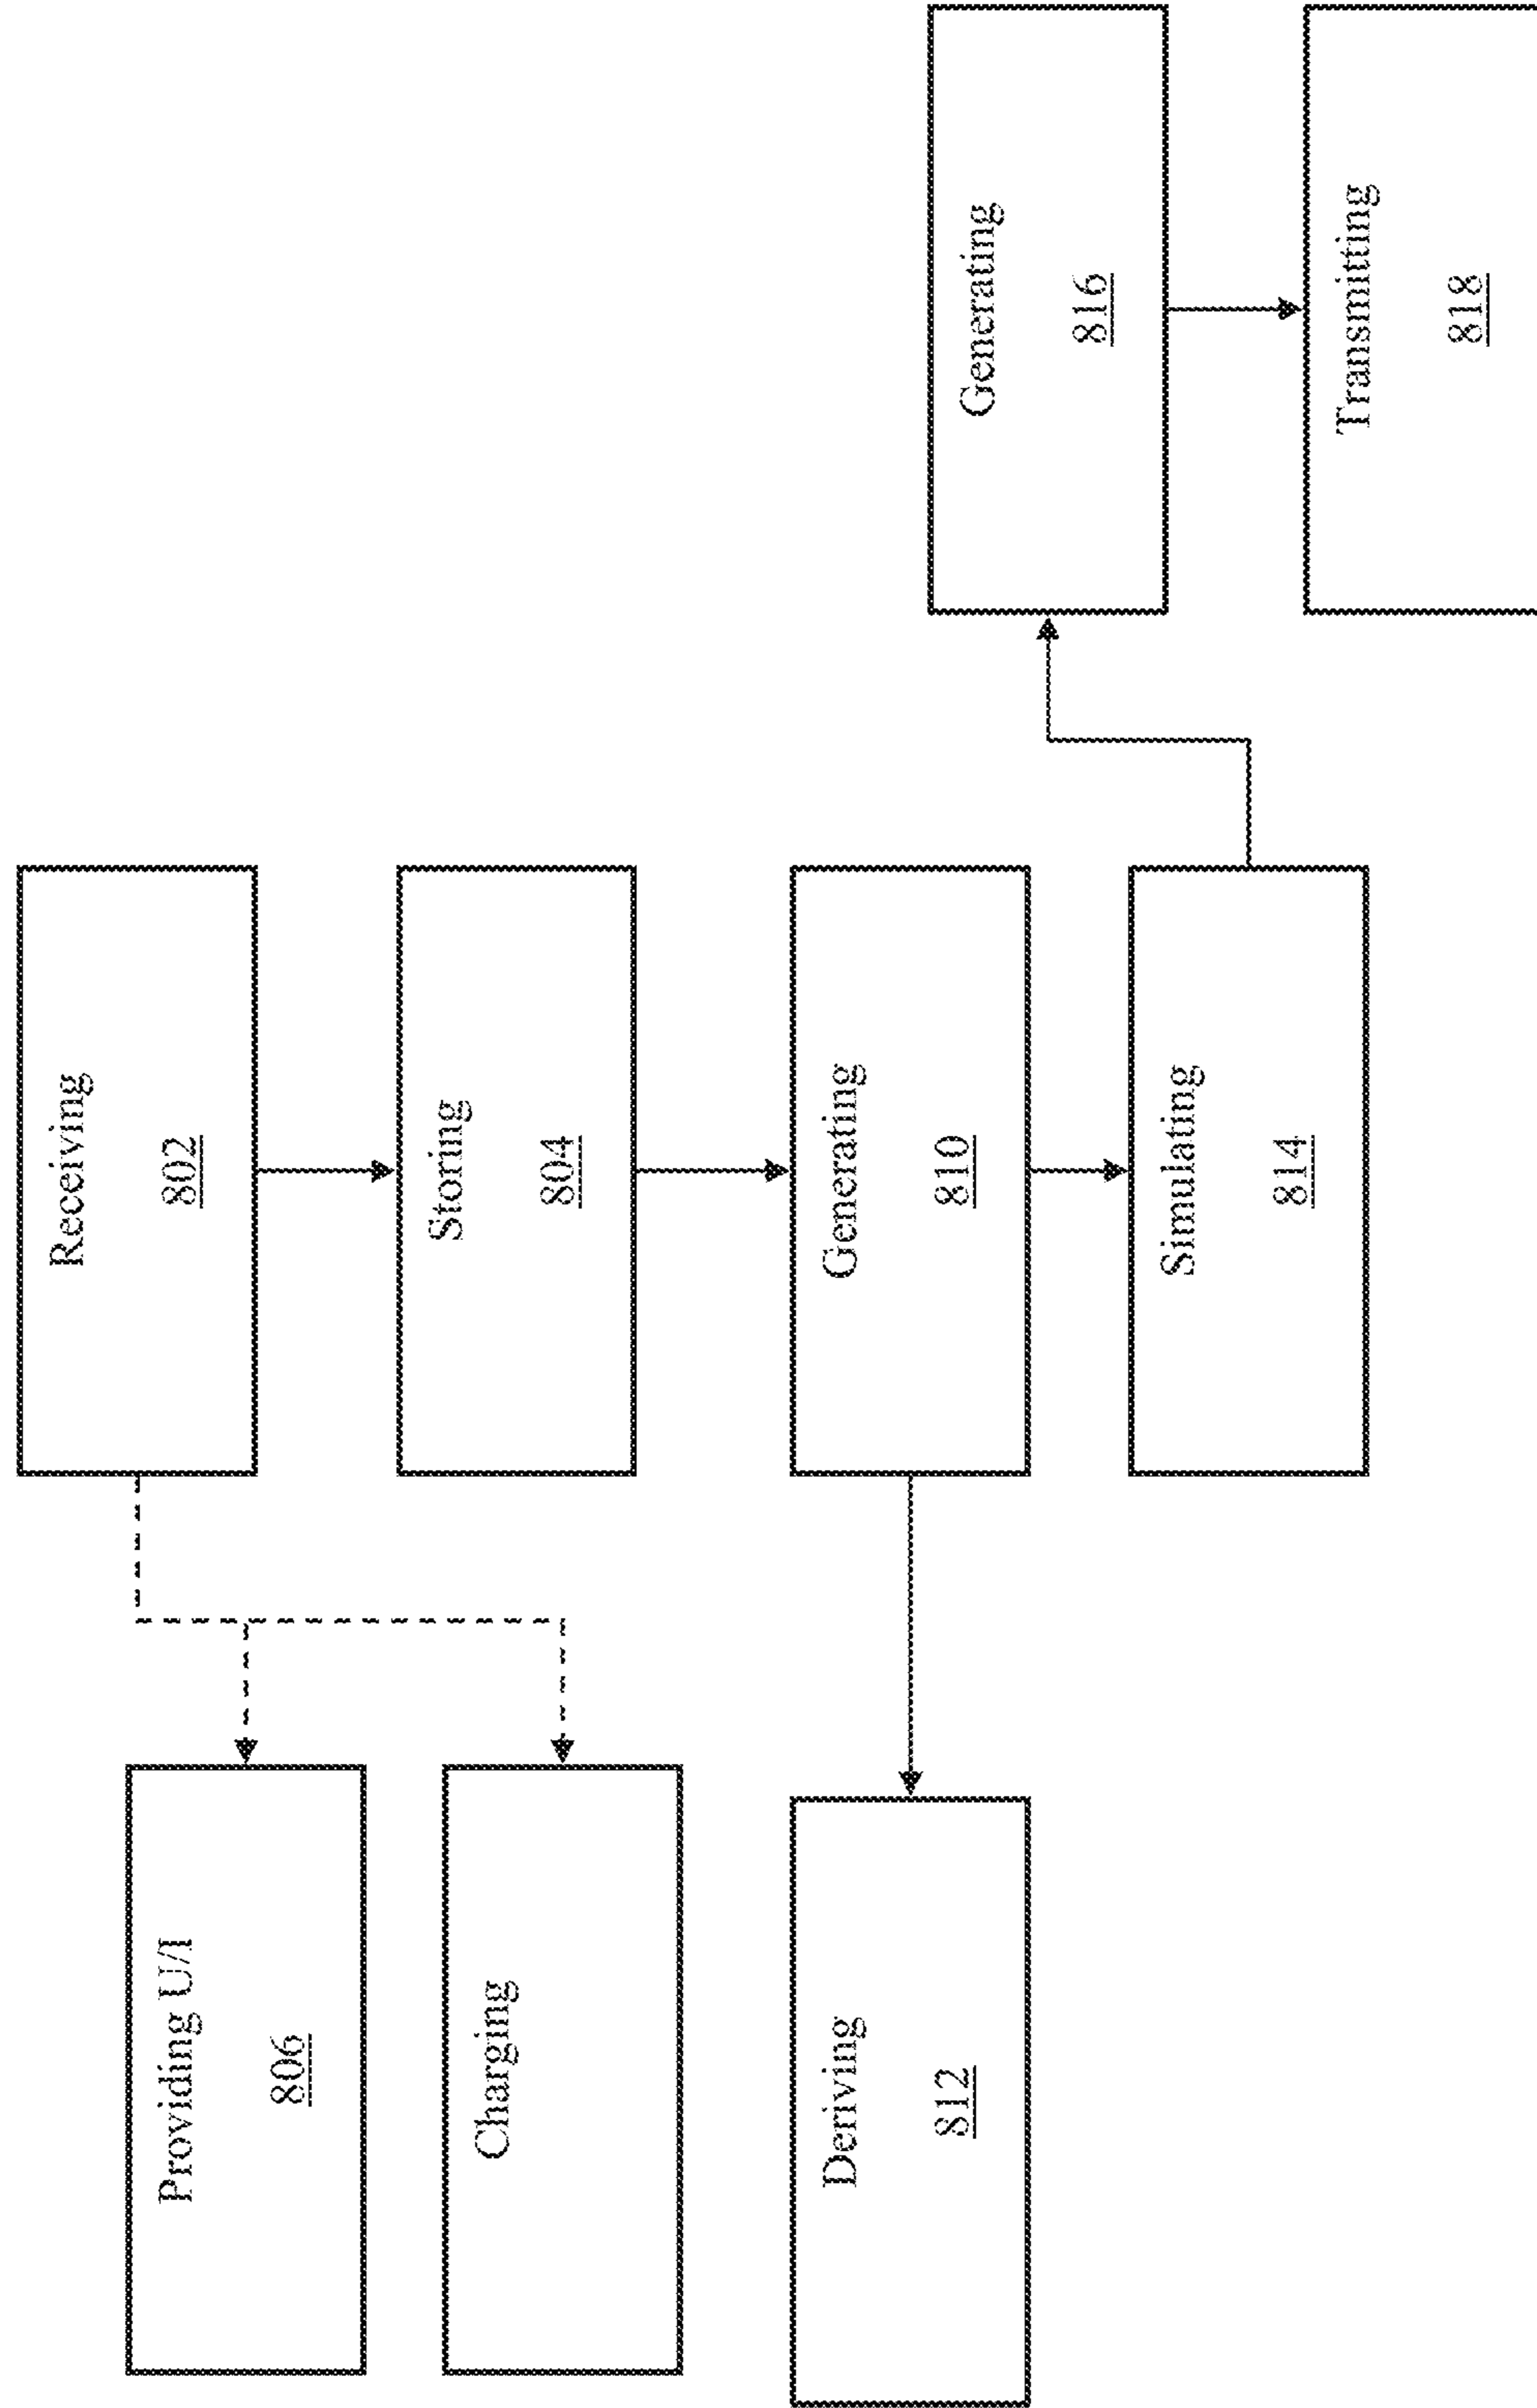 Receiving
802
Storing
804
Providing U/I
806
Charging
Generating
810
Deriving
812
Simulating
814
Generating
816
Transmitting
818